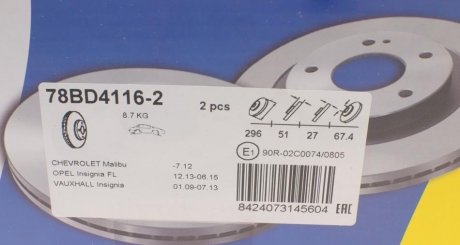 78BD4116-2
2 pcs
8.7 KG
296 51 27 67.4
E1 90R-02C0074/0805
CHEVROLET Malibu -7 12
OPEL Insignia FL 12.13-06.15
VAUXHALL Insignia 01.09-07.13
8424073145604 EAC